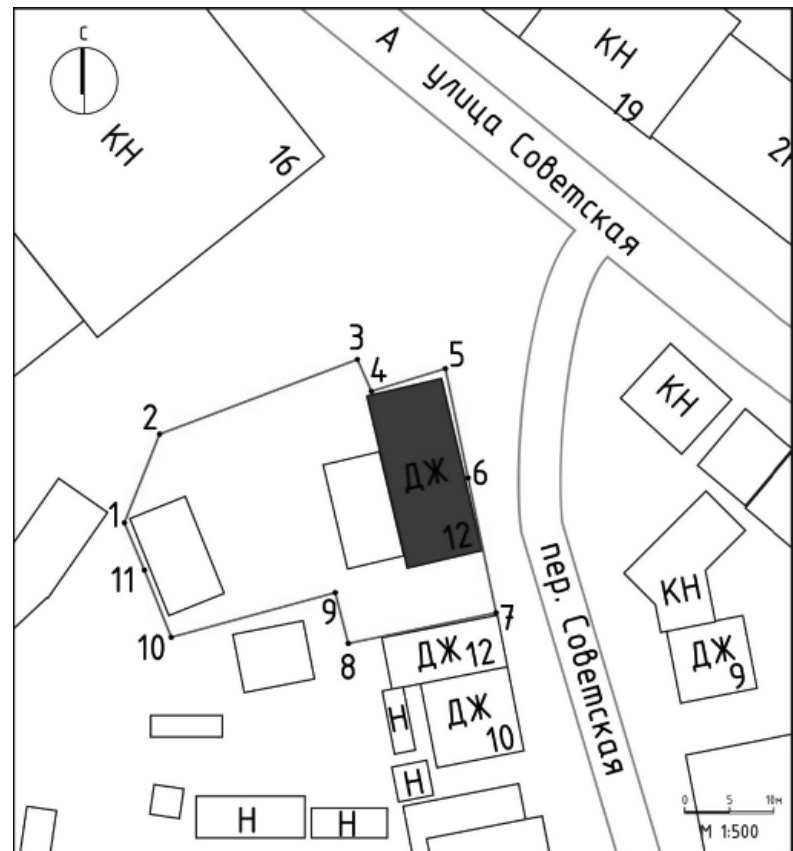 С
А улица Советская
КН
19
КН
16
3
4
5
КН
2
ДЖ
6
12
1
11
пер. Советская
КН
9
7
10
8
ДЖ 12
ДЖ
9
Н
ДЖ
10
Н
0 5 10м
М 1:500
Н
Н